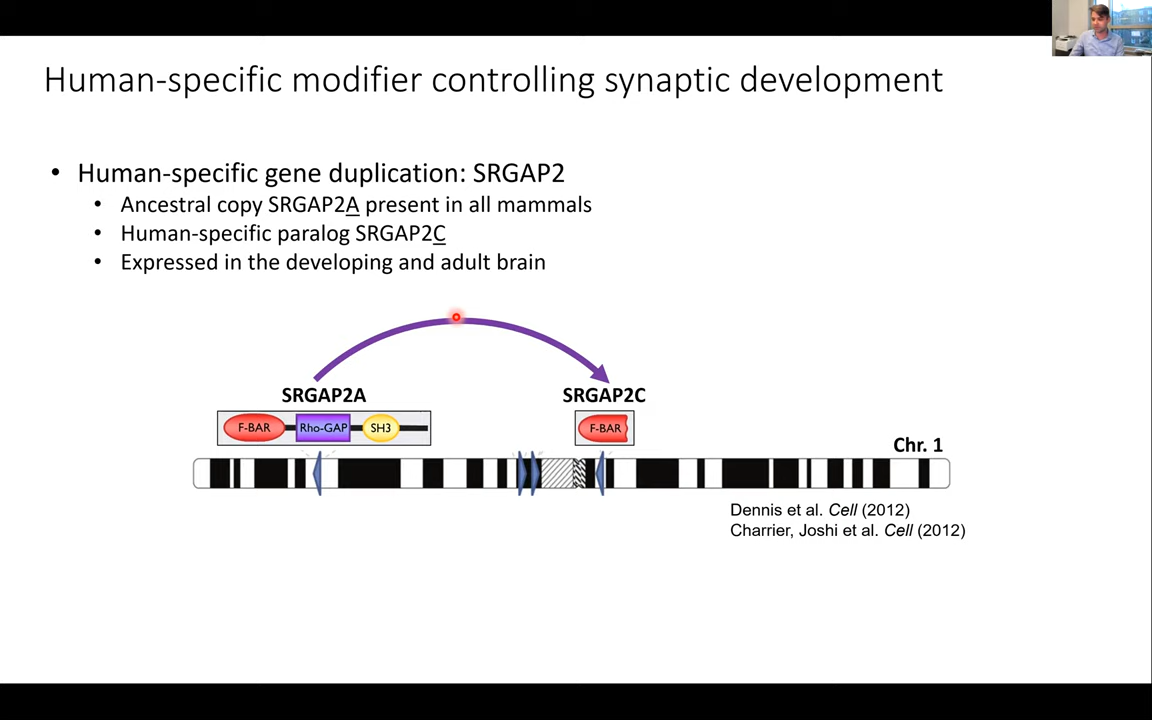 Human-specific modifier controlling synaptic development
• Human-specific gene duplication: SRGAP2
• Ancestral copy SRGAP2A present in all mammals
• Human-specific paralog SRGAP2C
• Expressed in the developing and adult brain
SRGAP2A
SRGAP2C
F-BAR
Rho-GAP
SH3
F-BAR
Chr. 1
Dennis et al. Cell (2012)
Charrier, Joshi et al. Cell (2012)